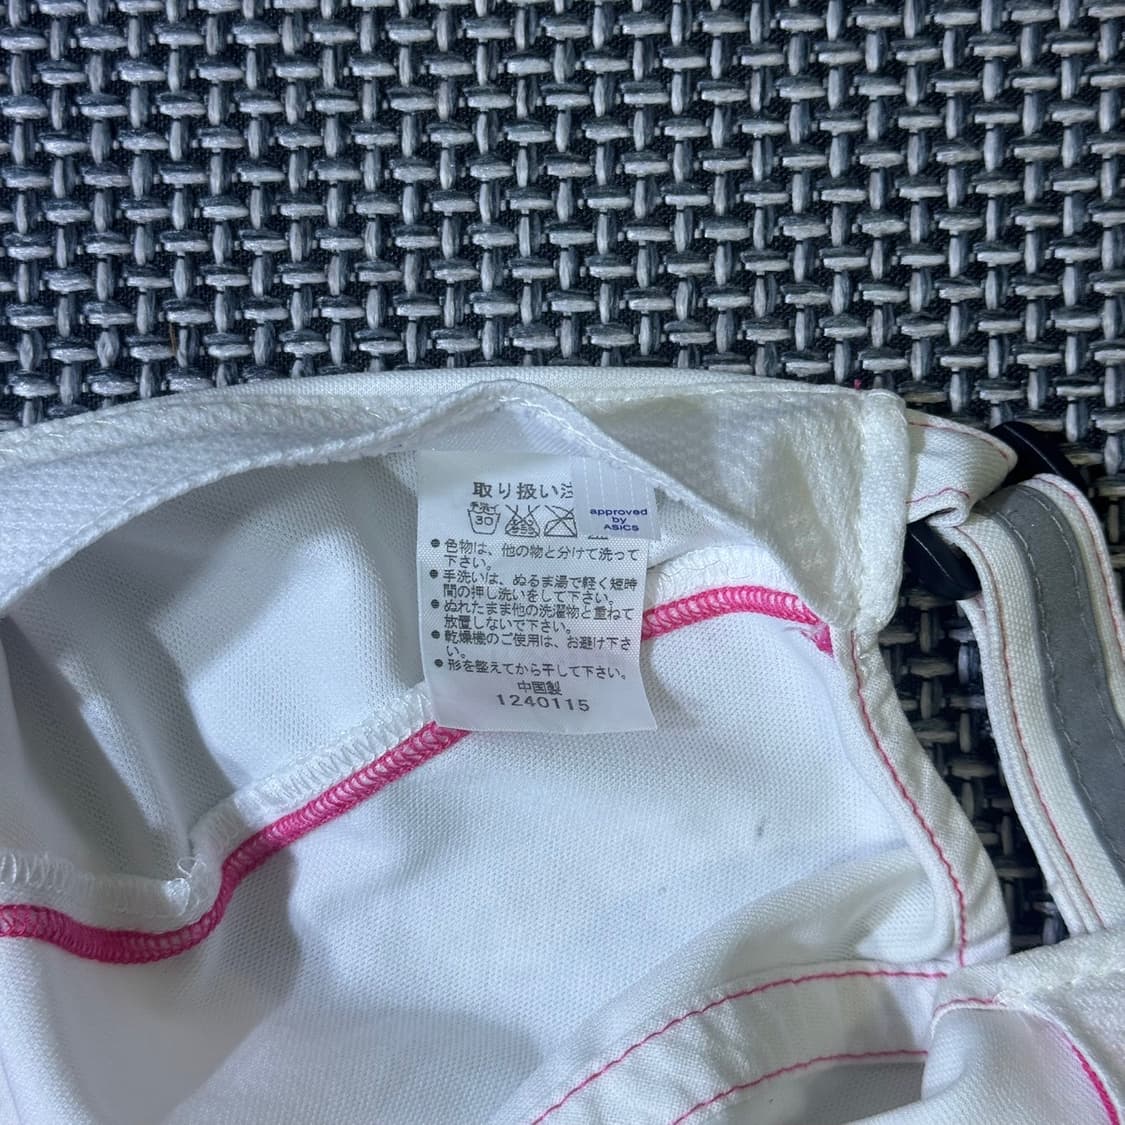 取り扱い注
approved
by
ASICS
手洗イ
30
● 色物は、他の物と分けて洗って
下さい。
● 手洗いは、ぬるま湯で軽く短時
間の押し洗いをして下さい。
● ぬれたまま他の洗濯物と重ねて
放置しないで下さい。
● 乾燥機のご使用は、お避け下さ
い。
● 形を整えてから干して下さい。
中国製
1240115